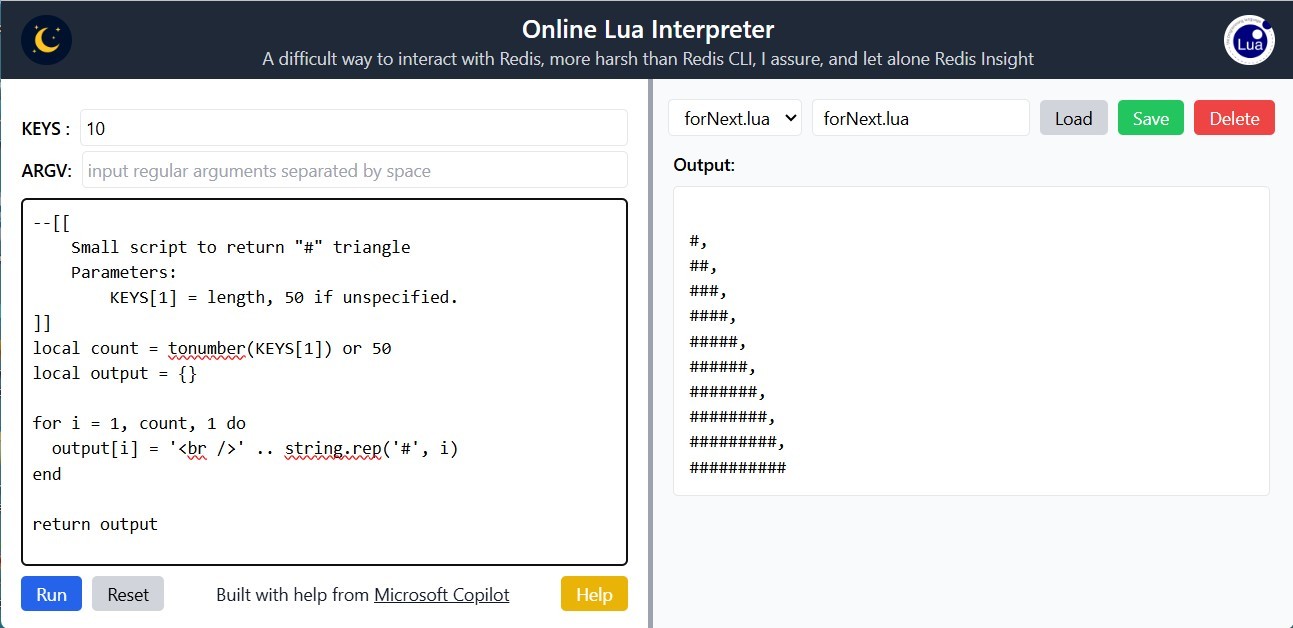 Online Lua Interpreter
A difficult way to interact with Redis, more harsh than Redis CLI, I assure, and let alone Redis Insight
Lua
KEYS :
10
ARGV:
input regular arguments separated by space
--[[
    Small script to return "#" triangle
    Parameters:
        KEYS[1] = length, 50 if unspecified.
]]
local count = tonumber(KEYS[1]) or 50
local output = {}
for i = 1, count, 1 do
  output[i] = '<br />' .. string.rep('#', i)
end
return output
Run
Reset
Built with help from Microsoft Copilot
Help
forNext.lua
forNext.lua
Load
Save
Delete
Output:
#,
##,
###,
####,
#####,
######,
#######,
########,
#########,
##########